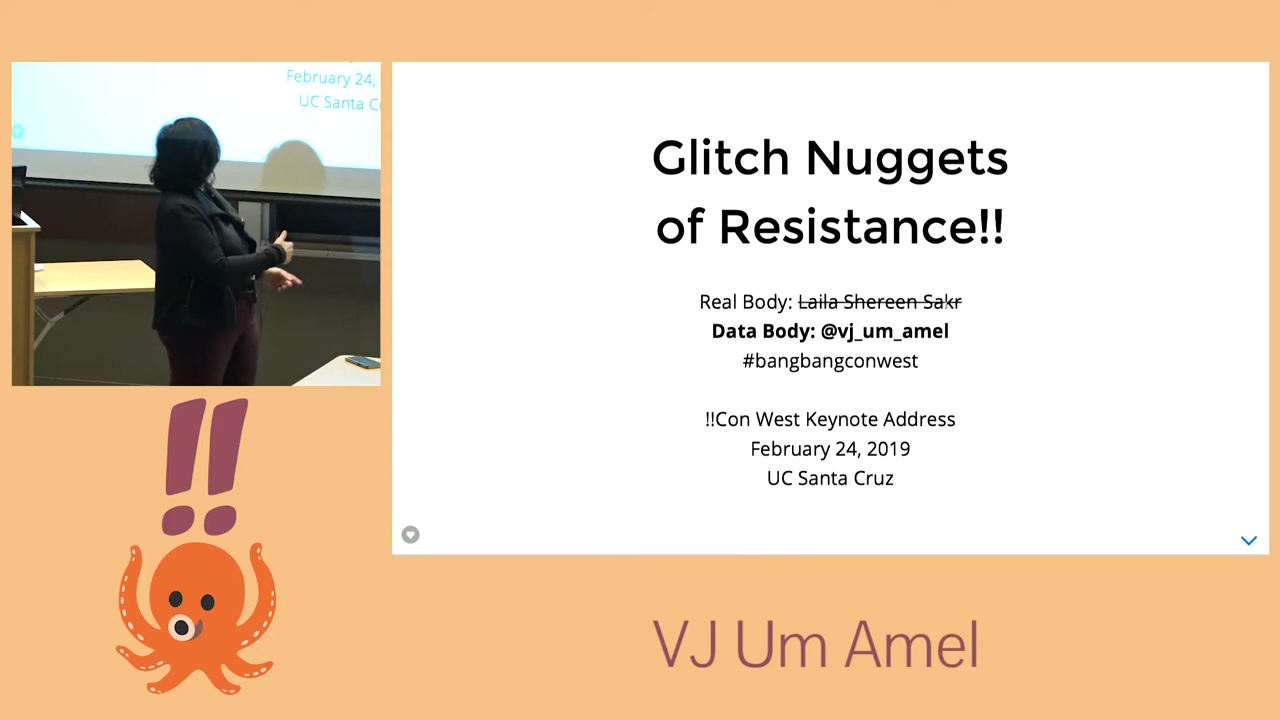 February 24,
UC Santa C
Glitch Nuggets
of Resistance!!
Real Body: Laila Shereen Sakr
Data Body: @vj_um_amel
#bangbangconwest
!!Con West Keynote Address
February 24, 2019
UC Santa Cruz
!!
VJ Um Amel